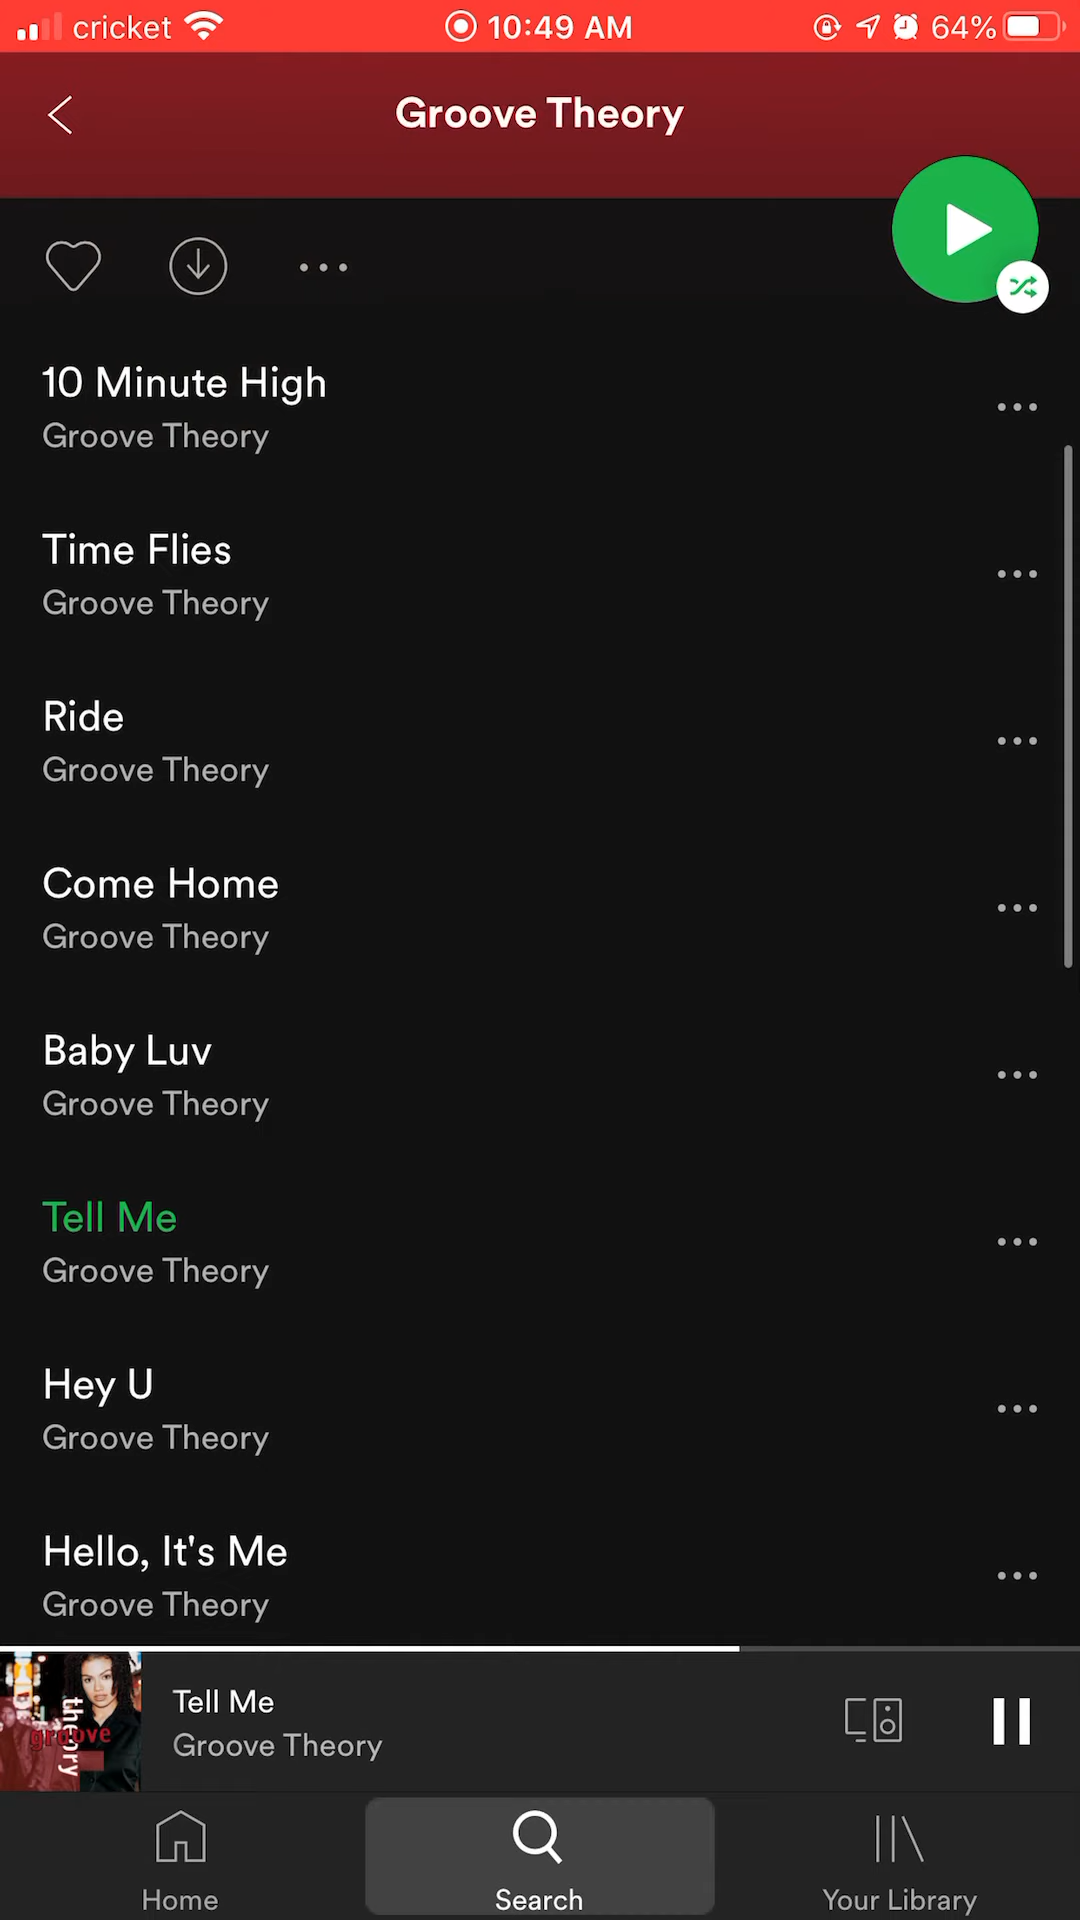 cricket 10:49 AM 64%
Groove Theory
10 Minute High
Groove Theory
Time Flies
Groove Theory
Ride
Groove Theory
Come Home
Groove Theory
Baby Luv
Groove Theory
Tell Me
Groove Theory
Hey U
Groove Theory
Hello, It's Me
Groove Theory
groove
theory
Tell Me
Groove Theory
Home Search Your Library